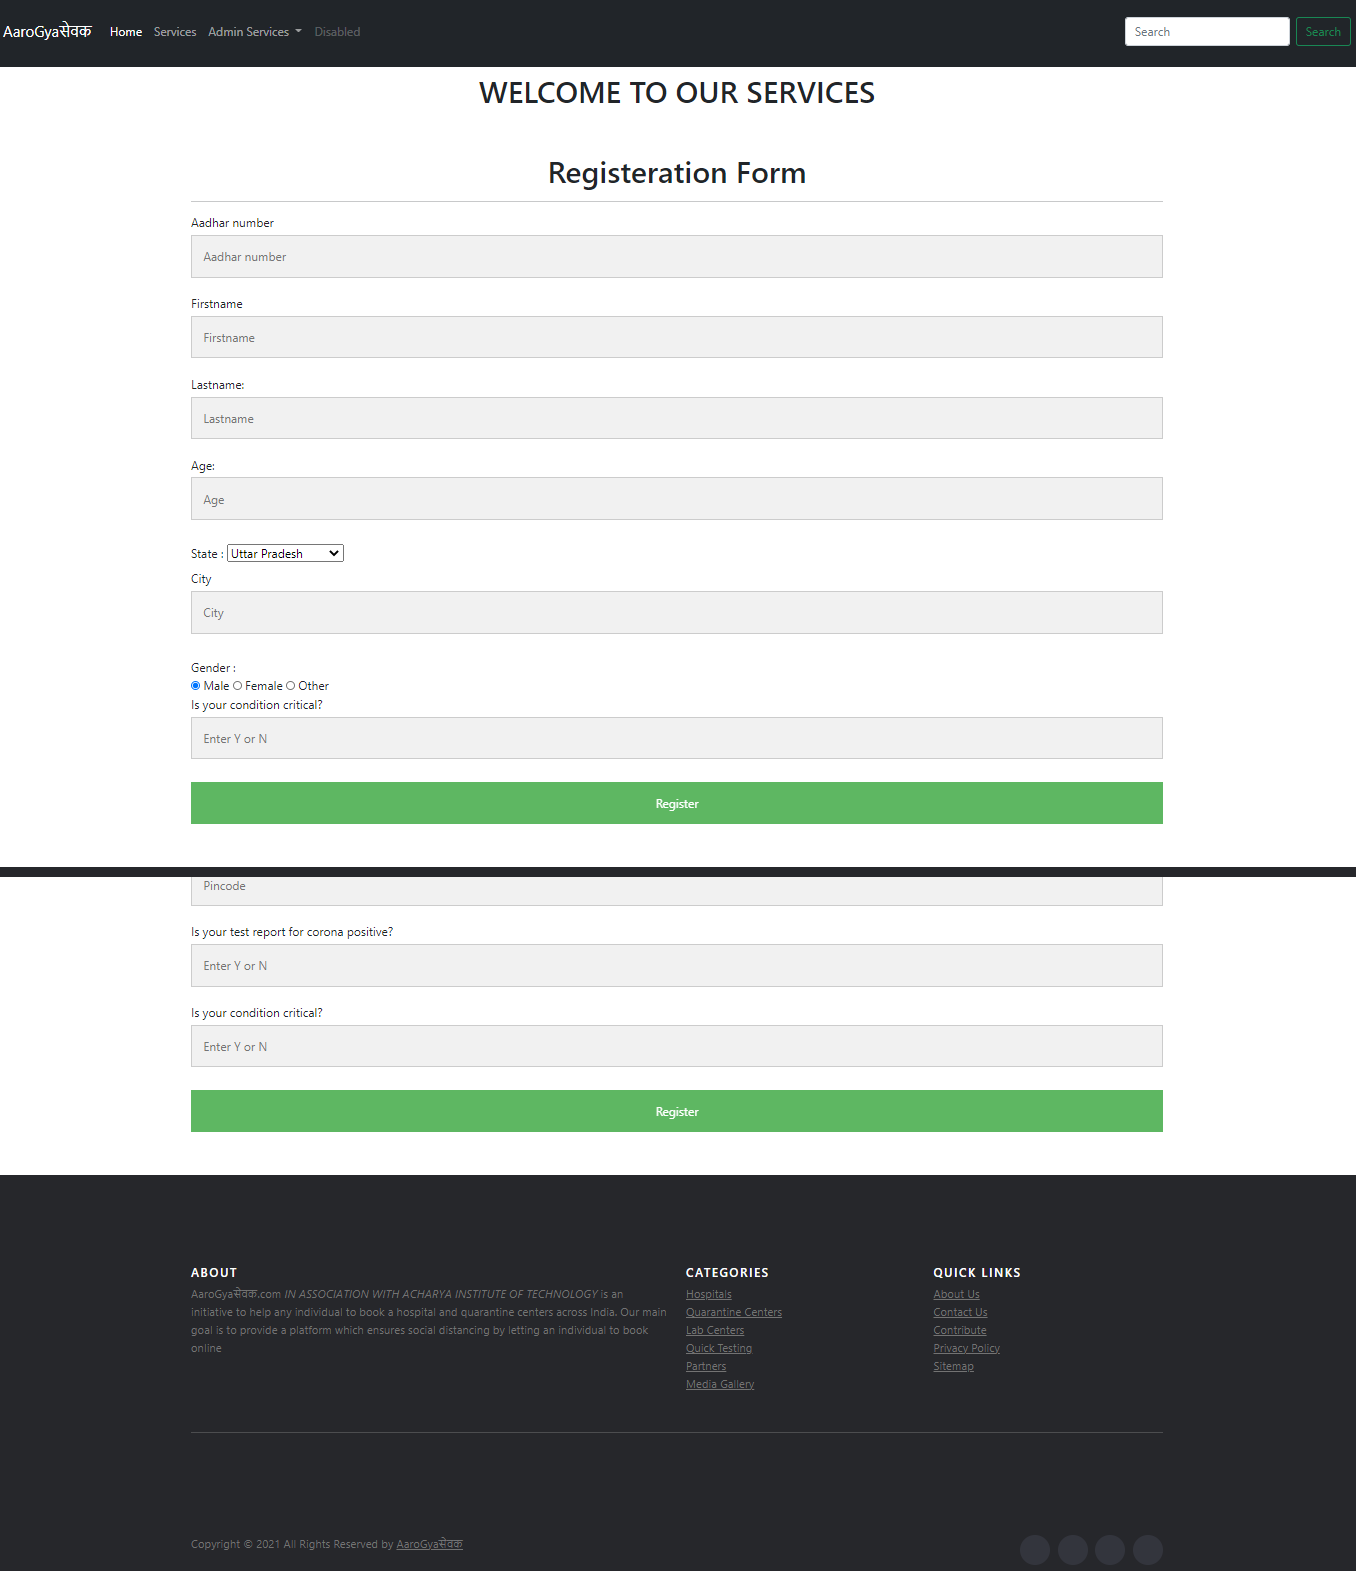 AaroGyaसेवक Home Services Admin Services Disabled Search Search
WELCOME TO OUR SERVICES
Registeration Form
Aadhar number
Aadhar number
Firstname
Firstname
Lastname:
Lastname
Age:
Age
State : Uttar Pradesh
City
City
Gender :
Male Female Other
Is your condition critical?
Enter Y or N
Register
Pincode
Is your test report for corona positive?
Enter Y or N
Is your condition critical?
Enter Y or N
Register
ABOUT
AaroGyaसेवक.com IN ASSOCIATION WITH ACHARYA INSTITUTE OF TECHNOLOGY is an
initiative to help any individual to book a hospital and quarantine centers across India. Our main
goal is to provide a platform which ensures social distancing by letting an individual to book
online
CATEGORIES
Hospitals
Quarantine Centers
Lab Centers
Quick Testing
Partners
Media Gallery
QUICK LINKS
About Us
Contact Us
Contribute
Privacy Policy
Sitemap
Copyright © 2021 All Rights Reserved by AaroGyaसेवक